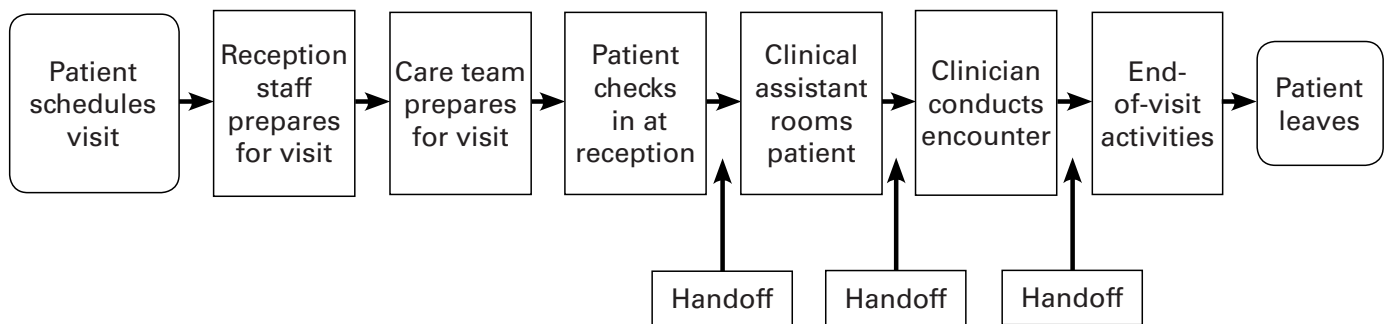 Patient
schedules
visit
Reception
staff
prepares
for visit
Care team
prepares
for visit
Patient
checks
in at
reception
Clinical
assistant
rooms
patient
Clinician
conducts
encounter
End-
of-visit
activities
Patient
leaves
Handoff
Handoff
Handoff